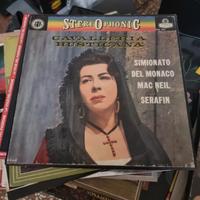 STEREOPHONIC
CAVALLERIA
RUSTICANA
SIMIONATO
DEL MONACO
MAC NEIL
SERAFIN